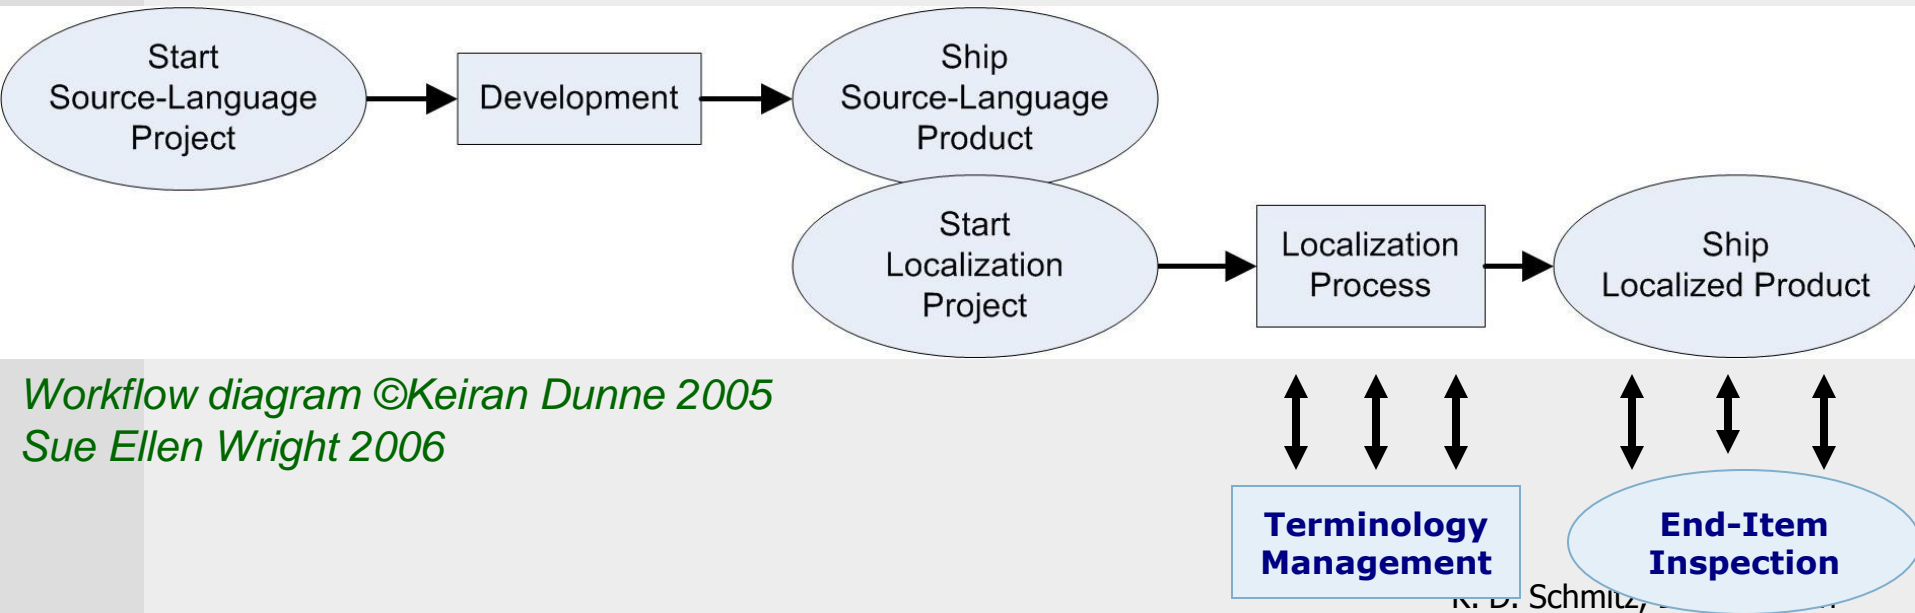 Start
Source-Language
Project
Development
Ship
Source-Language
Product
Start
Localization
Project
Localization
Process
Ship
Localized Product
Workflow diagram ©Keiran Dunne 2005
Sue Ellen Wright 2006
Terminology
Management
End-Item
Inspection
K. D. Schmitz,